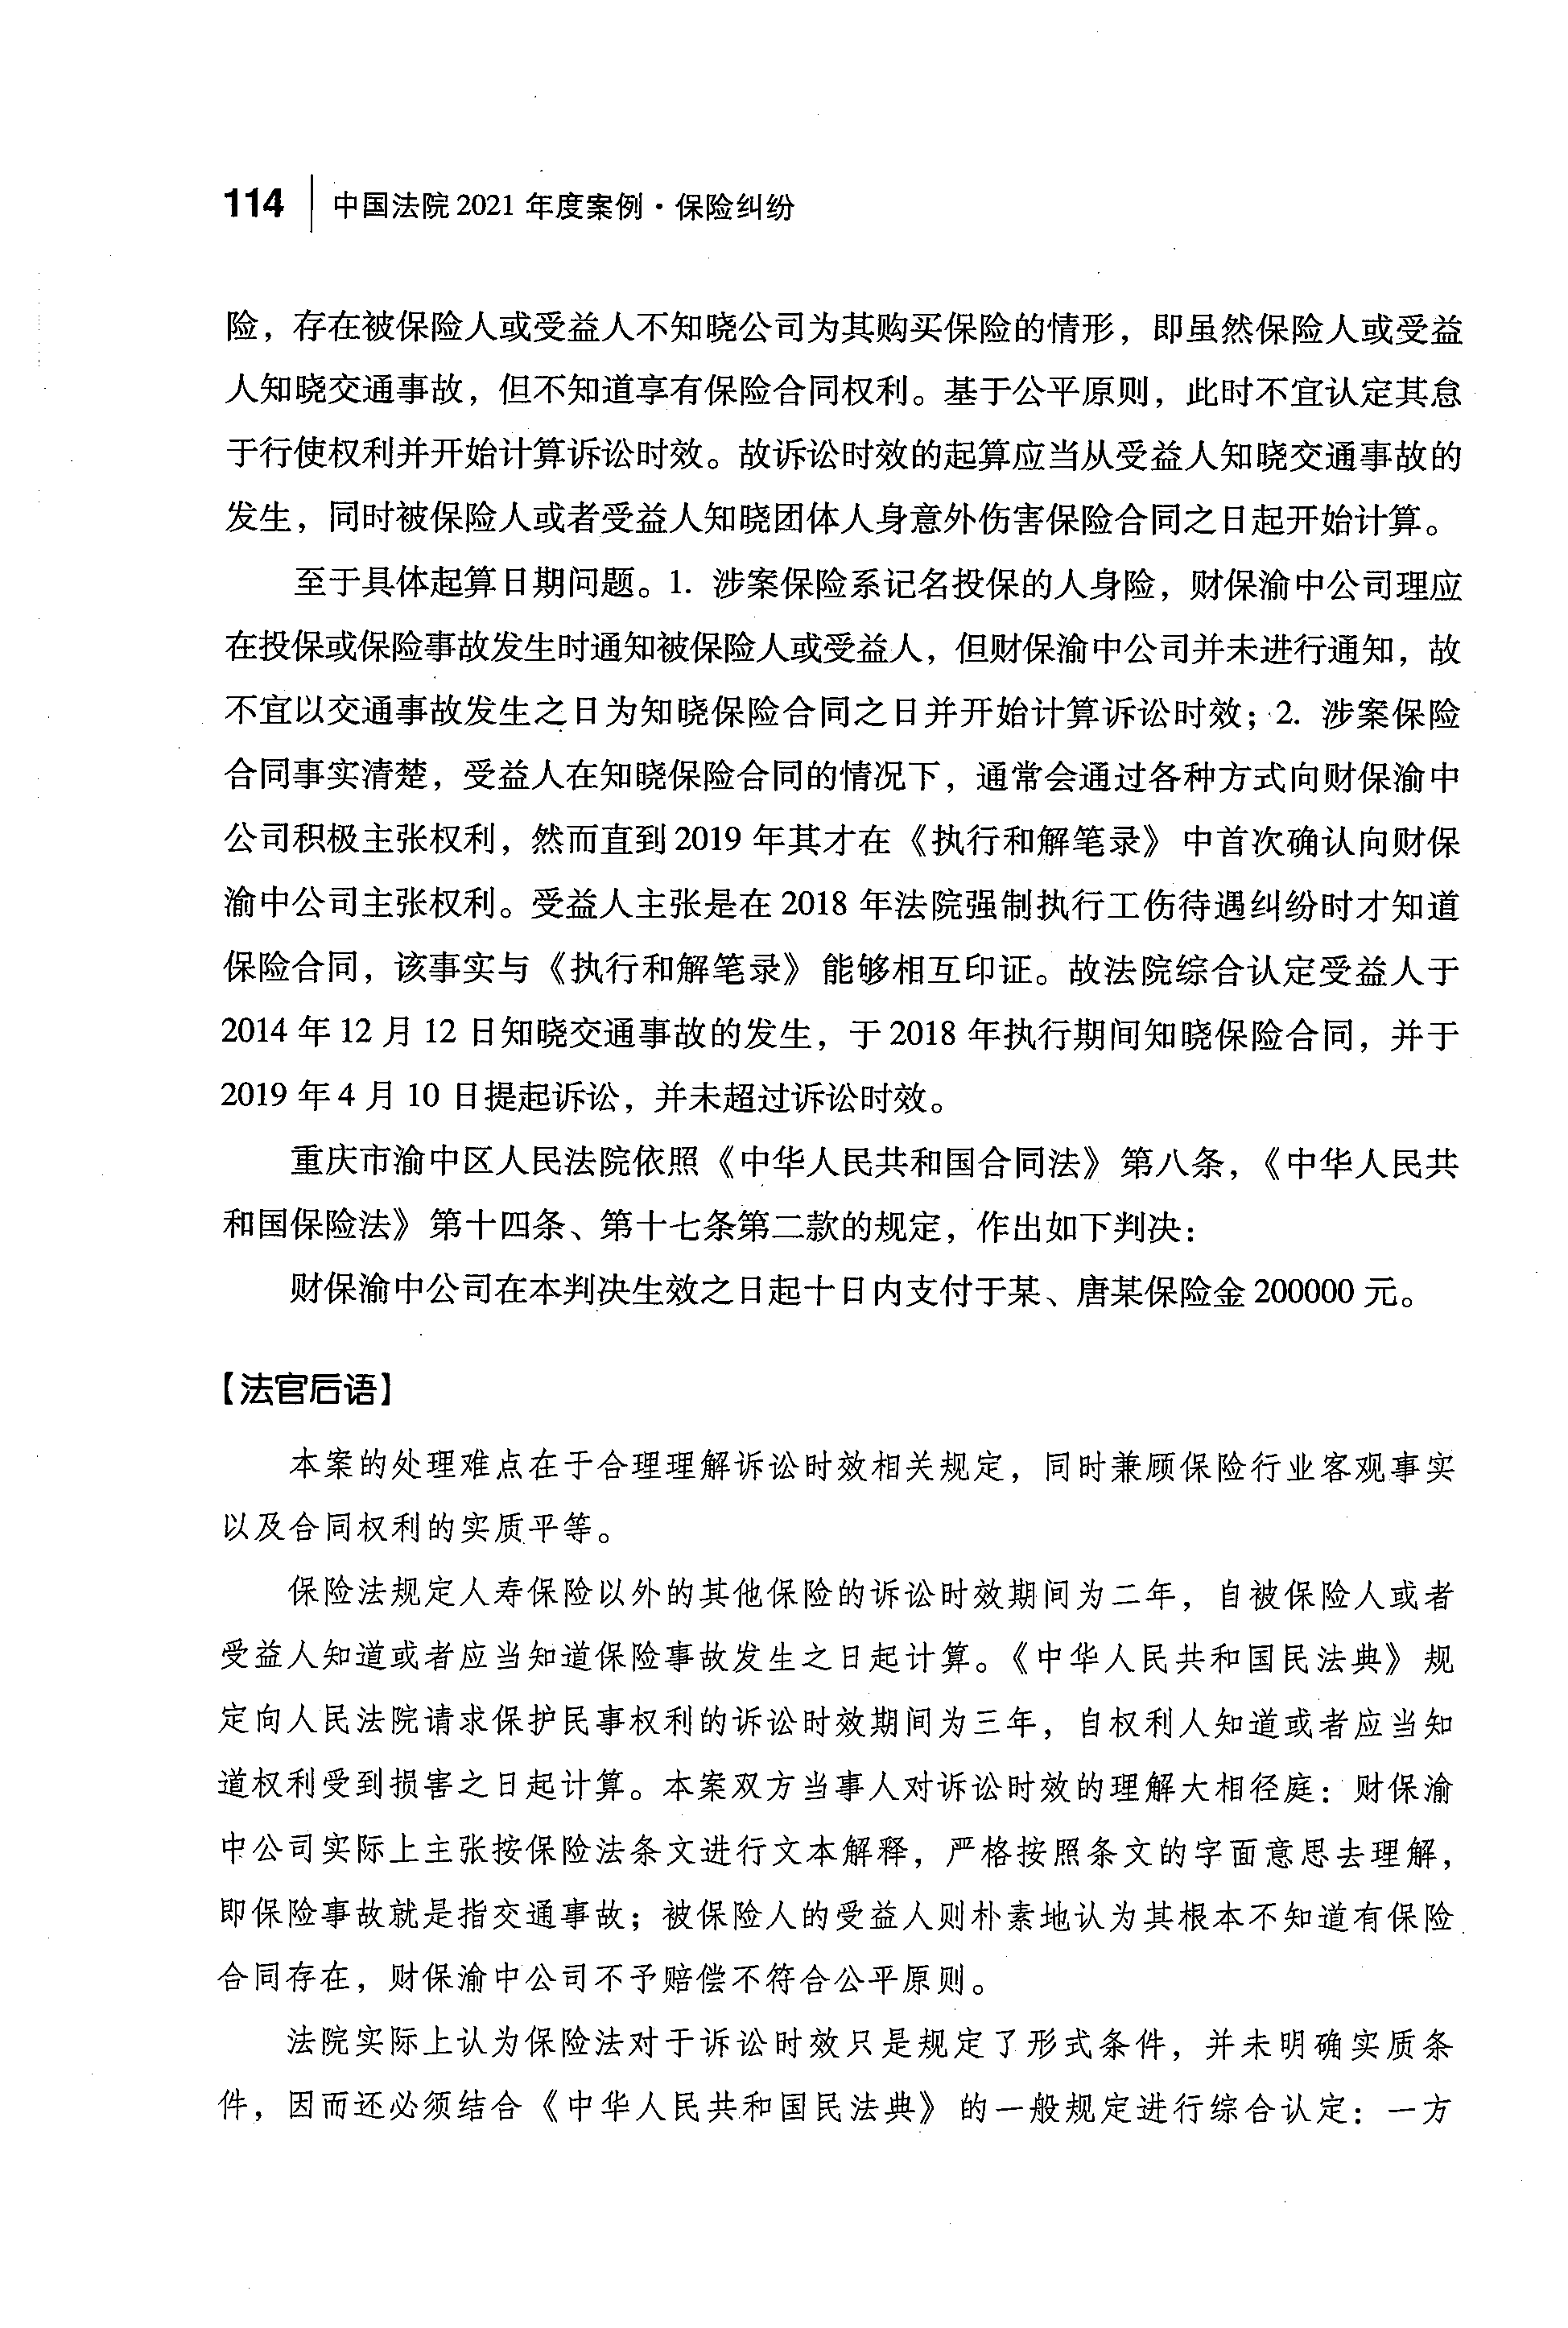 114 中国法院2021年度案例·保险纠纷
险，存在被保险人或受益人不知晓公司为其购买保险的情形，即虽然保险人或受益
人知晓交通事故，但不知道享有保险合同权利。基于公平原则，此时不宜认定其怠
于行使权利并开始计算诉讼时效。故诉讼时效的起算应当从受益人知晓交通事故的
发生，同时被保险人或者受益人知晓团体人身意外伤害保险合同之日起开始计算。
至于具体起算日期问题。1. 涉案保险系记名投保的人身险，财保渝中公司理应
在投保或保险事故发生时通知被保险人或受益人，但财保渝中公司并未进行通知，故
不宜以交通事故发生之日为知晓保险合同之日并开始计算诉讼时效；2. 涉案保险
合同事实清楚，受益人在知晓保险合同的情况下，通常会通过各种方式向财保渝中
公司积极主张权利，然而直到2019年其才在《执行和解笔录》中首次确认向财保
渝中公司主张权利。受益人主张是在2018年法院强制执行工伤待遇纠纷时才知道
保险合同，该事实与《执行和解笔录》能够相互印证。故法院综合认定受益人于
2014年12月12日知晓交通事故的发生，于2018年执行期间知晓保险合同，并于
2019年4月10日提起诉讼，并未超过诉讼时效。
重庆市渝中区人民法院依照《中华人民共和国合同法》第八条，《中华人民共
和国保险法》第十四条、第十七条第二款的规定，作出如下判决：
财保渝中公司在本判决生效之日起十日内支付于某、唐某保险金200000元。
【法官后语】
本案的处理难点在于合理理解诉讼时效相关规定，同时兼顾保险行业客观事实
以及合同权利的实质平等。
保险法规定人寿保险以外的其他保险的诉讼时效期间为二年，自被保险人或者
受益人知道或者应当知道保险事故发生之日起计算。《中华人民共和国民法典》规
定向人民法院请求保护民事权利的诉讼时效期间为三年，自权利人知道或者应当知
道权利受到损害之日起计算。本案双方当事人对诉讼时效的理解大相径庭：财保渝
中公司实际上主张按保险法条文进行文本解释，严格按照条文的字面意思去理解，
即保险事故就是指交通事故；被保险人的受益人则朴素地认为其根本不知道有保险
合同存在，财保渝中公司不予赔偿不符合公平原则。
法院实际上认为保险法对于诉讼时效只是规定了形式条件，并未明确实质条
件，因而还必须结合《中华人民共和国民法典》的一般规定进行综合认定：一方